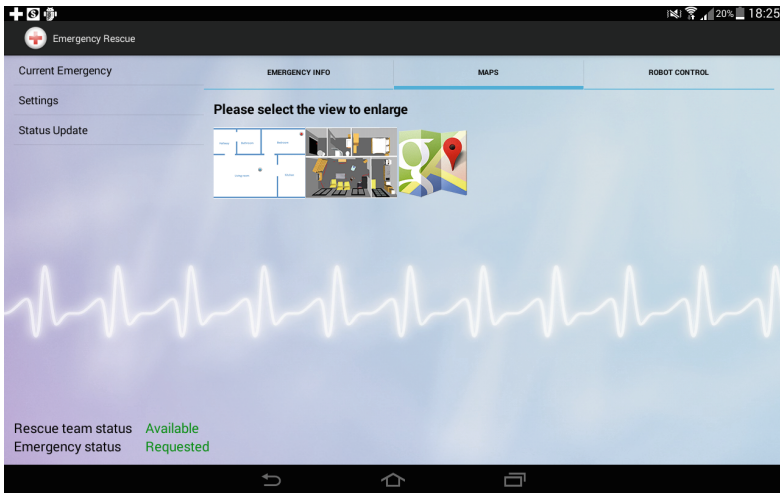 20% 18:25
Emergency Rescue
Current Emergency
Settings
Status Update
EMERGENCY INFO
MAPS
ROBOT CONTROL
Please select the view to enlarge
Rescue team status Available
Emergency status Requested